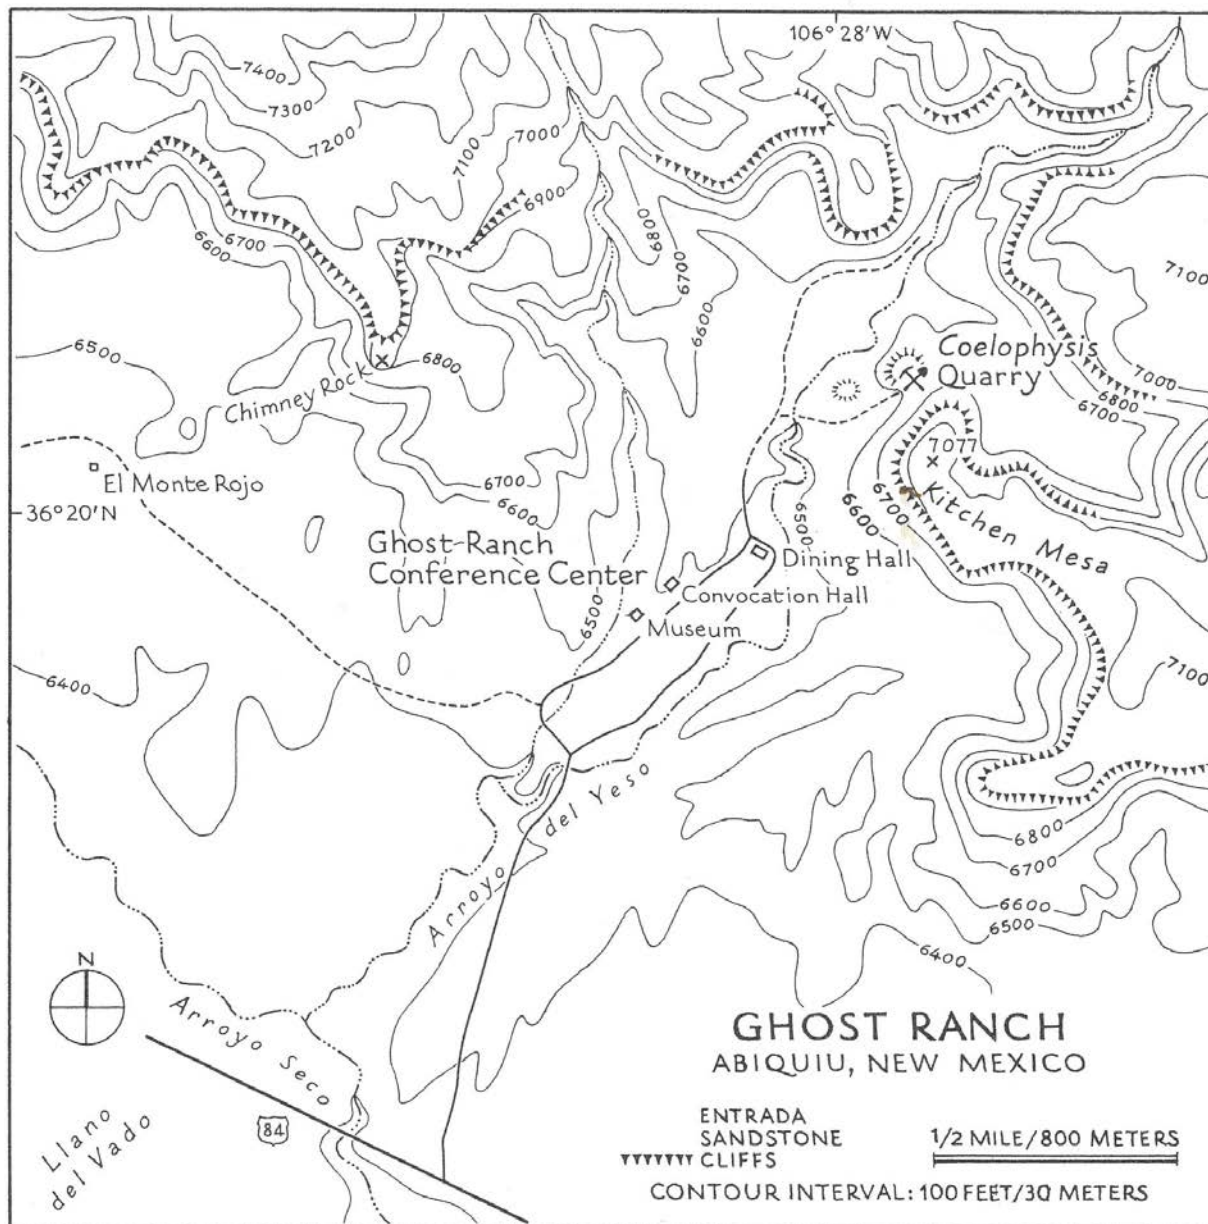 106° 28' W
7400
7300
7200
7100
7000
6900
6800
6700
6600
6700
6600
7100
6500
Chimney Rock
6800
Coelophysis
Quarry
7000
6800
6700
7077
El Monte Rojo
36° 20' N
6700
6600
6500
6600
6700
Kitchen Mesa
Ghost Ranch
Conference Center
Dining Hall
Convocation Hall
Museum
6500
6400
7100
Arroyo del Yeso
6800
6700
6600
6500
6400
N
Arroyo Seco
84
Llano
del Vado
GHOST RANCH
ABIQUIU, NEW MEXICO
ENTRADA
SANDSTONE
CLIFFS
1/2 MILE/800 METERS
CONTOUR INTERVAL: 100 FEET/30 METERS